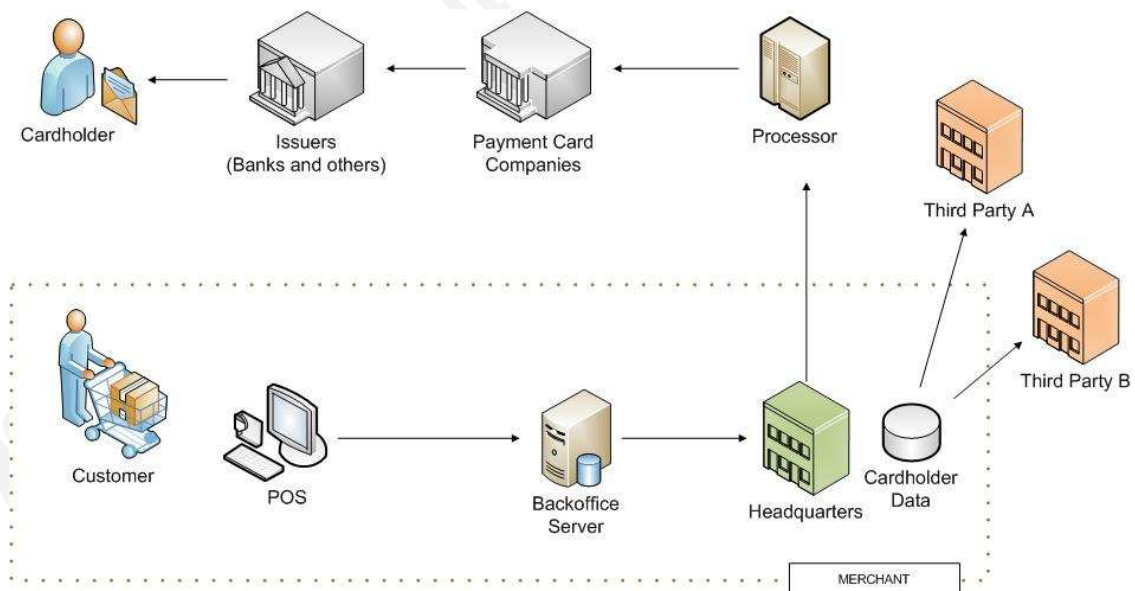 Cardholder
Issuers
(Banks and others)
Payment Card
Companies
Processor
Third Party A
Third Party B
Customer
POS
Backoffice
Server
Headquarters
Cardholder
Data
MERCHANT